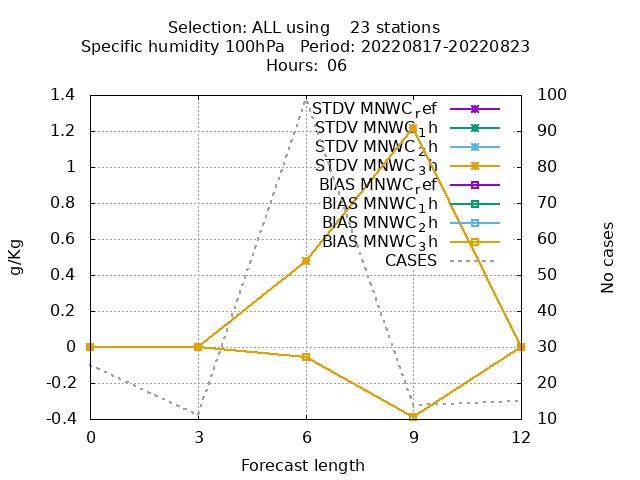 Selection: ALL using    23 stations
Specific humidity 100hPa   Period: 20220817-20220823
Hours: 06
1.4
1.2
1
0.8
0.6
0.4
0.2
0
-0.2
-0.4
g/Kg
STDV MNWC_ref
STDV MNWC_1h
STDV MNWC_2h
STDV MNWC_3h
BIAS MNWC_ref
BIAS MNWC_1h
BIAS MNWC_2h
BIAS MNWC_3h
CASES
100
90
80
70
60
50
40
30
20
10
No cases
0 3 6 9 12
Forecast length